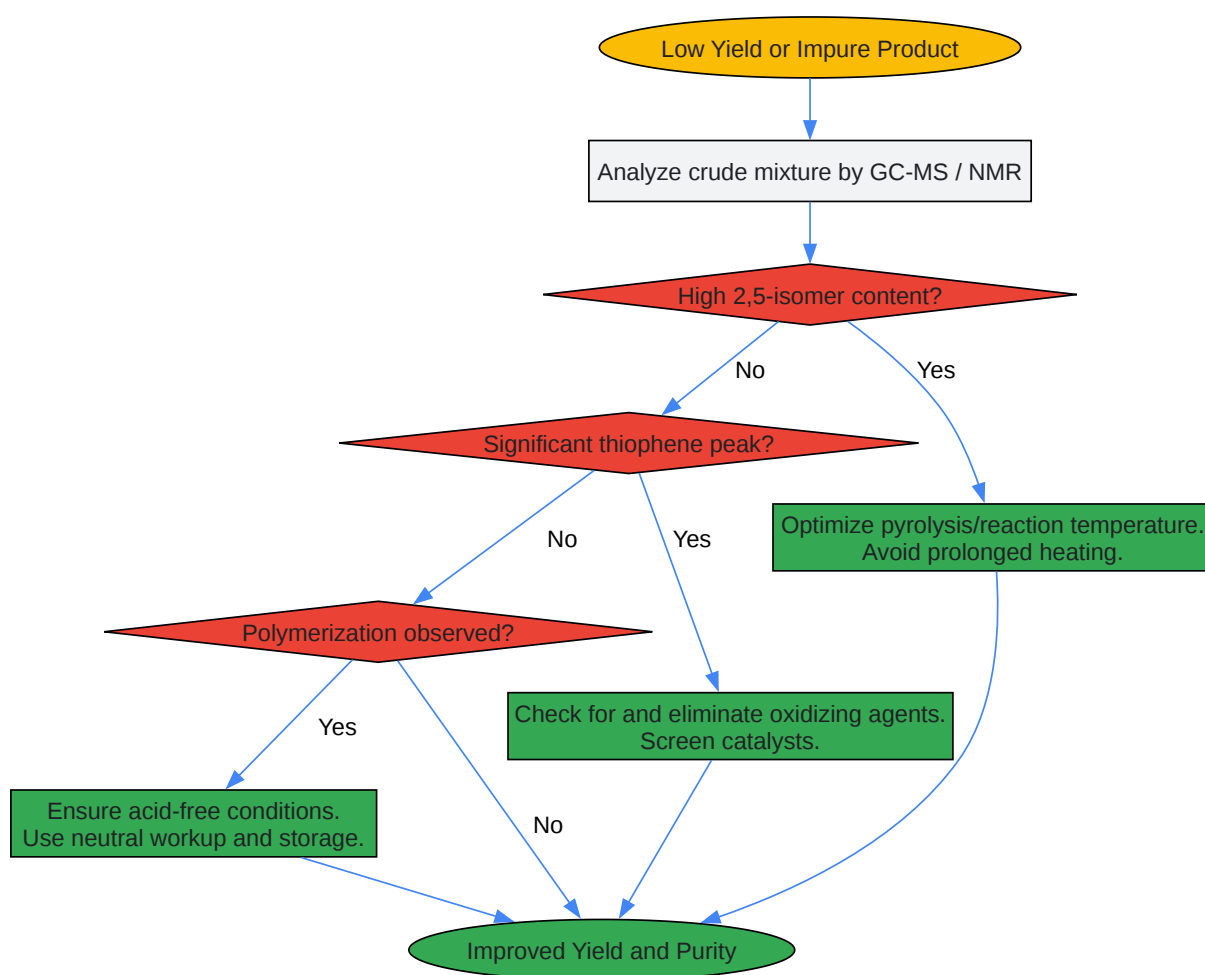 Low Yield or Impure Product
Analyze crude mixture by GC-MS / NMR
High 2,5-isomer content?
No
Yes
Significant thiophene peak?
Optimize pyrolysis/reaction temperature.
Avoid prolonged heating.
No
Yes
Polymerization observed?
Check for and eliminate oxidizing agents.
Screen catalysts.
Yes
Ensure acid-free conditions.
Use neutral workup and storage.
No
Improved Yield and Purity